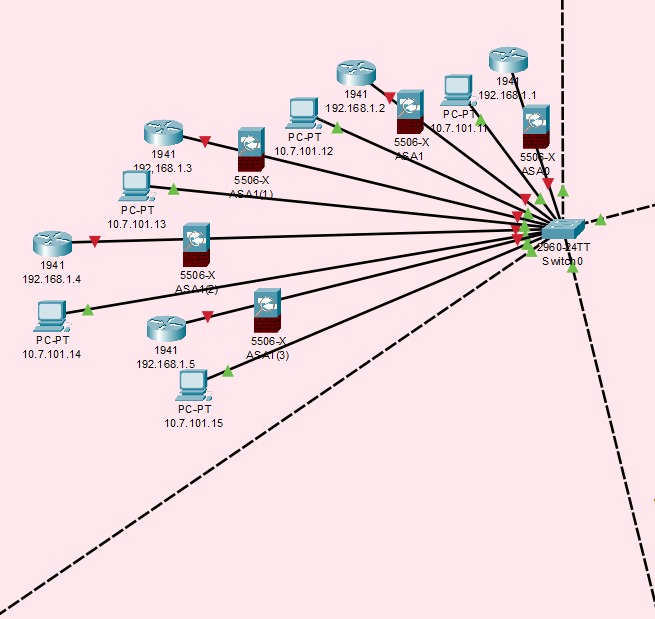 1941
192.168.1.1
1941
192.168.1.2
PC-PT
10.7.101.11
5506-X
ASA1
5506-X
ASA0
PC-PT
10.7.101.12
1941
192.168.1.3
5506-X
ASA1(1)
PC-PT
10.7.101.13
2960-24TT
Switch0
1941
192.168.1.4
5506-X
ASA1(2)
PC-PT
10.7.101.14
1941
192.168.1.5
5506-X
ASA1(3)
PC-PT
10.7.101.15